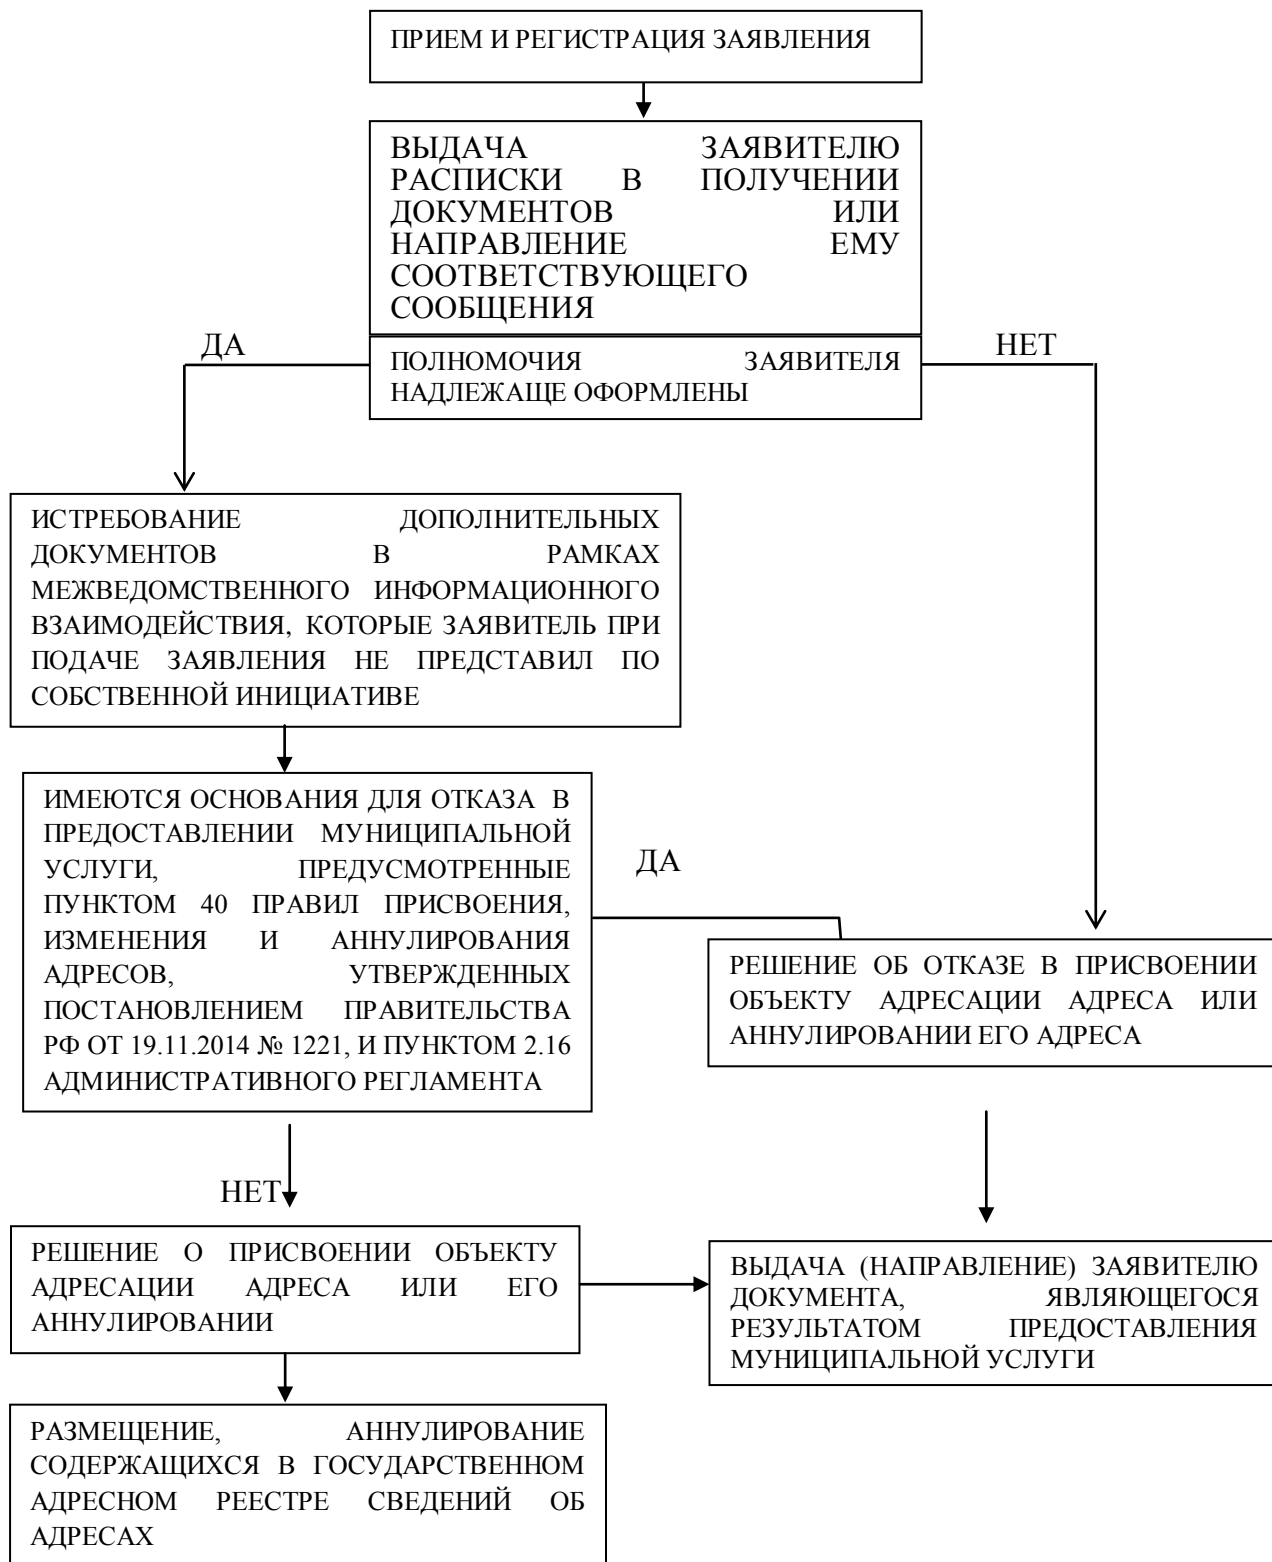 ПРИЕМ И РЕГИСТРАЦИЯ ЗАЯВЛЕНИЯ
ВЫДАЧА ЗАЯВИТЕЛЮ
РАСПИСКИ В ПОЛУЧЕНИИ
ДОКУМЕНТОВ ИЛИ
НАПРАВЛЕНИЕ ЕМУ
СООТВЕТСТВУЮЩЕГО
СООБЩЕНИЯ
ДА
НЕТ
ПОЛНОМОЧИЯ ЗАЯВИТЕЛЯ
НАДЛЕЖАЩЕ ОФОРМЛЕНЫ
ИСТРЕБОВАНИЕ ДОПОЛНИТЕЛЬНЫХ
ДОКУМЕНТОВ В РАМКАХ
МЕЖВЕДОМСТВЕННОГО ИНФОРМАЦИОННОГО
ВЗАИМОДЕЙСТВИЯ, КОТОРЫЕ ЗАЯВИТЕЛЬ ПРИ
ПОДАЧЕ ЗАЯВЛЕНИЯ НЕ ПРЕДСТАВИЛ ПО
СОБСТВЕННОЙ ИНИЦИАТИВЕ
ИМЕЮТСЯ ОСНОВАНИЯ ДЛЯ ОТКАЗА В
ПРЕДОСТАВЛЕНИИ МУНИЦИПАЛЬНОЙ
УСЛУГИ, ПРЕДУСМОТРЕННЫЕ
ПУНКТОМ 40 ПРАВИЛ ПРИСВОЕНИЯ,
ИЗМЕНЕНИЯ И АННУЛИРОВАНИЯ
АДРЕСОВ, УТВЕРЖДЕННЫХ
ПОСТАНОВЛЕНИЕМ ПРАВИТЕЛЬСТВА
РФ ОТ 19.11.2014 № 1221, И ПУНКТОМ 2.16
АДМИНИСТРАТИВНОГО РЕГЛАМЕНТА
ДА
РЕШЕНИЕ ОБ ОТКАЗЕ В ПРИСВОЕНИИ
ОБЪЕКТУ АДРЕСАЦИИ АДРЕСА ИЛИ
АННУЛИРОВАНИИ ЕГО АДРЕСА
НЕТ
РЕШЕНИЕ О ПРИСВОЕНИИ ОБЪЕКТУ
АДРЕСАЦИИ АДРЕСА ИЛИ ЕГО
АННУЛИРОВАНИИ
ВЫДАЧА (НАПРАВЛЕНИЕ) ЗАЯВИТЕЛЮ
ДОКУМЕНТА, ЯВЛЯЮЩЕГОСЯ
РЕЗУЛЬТАТОМ ПРЕДОСТАВЛЕНИЯ
МУНИЦИПАЛЬНОЙ УСЛУГИ
РАЗМЕЩЕНИЕ, АННУЛИРОВАНИЕ
СОДЕРЖАЩИХСЯ В ГОСУДАРСТВЕННОМ
АДРЕСНОМ РЕЕСТРЕ СВЕДЕНИЙ ОБ
АДРЕСАХ